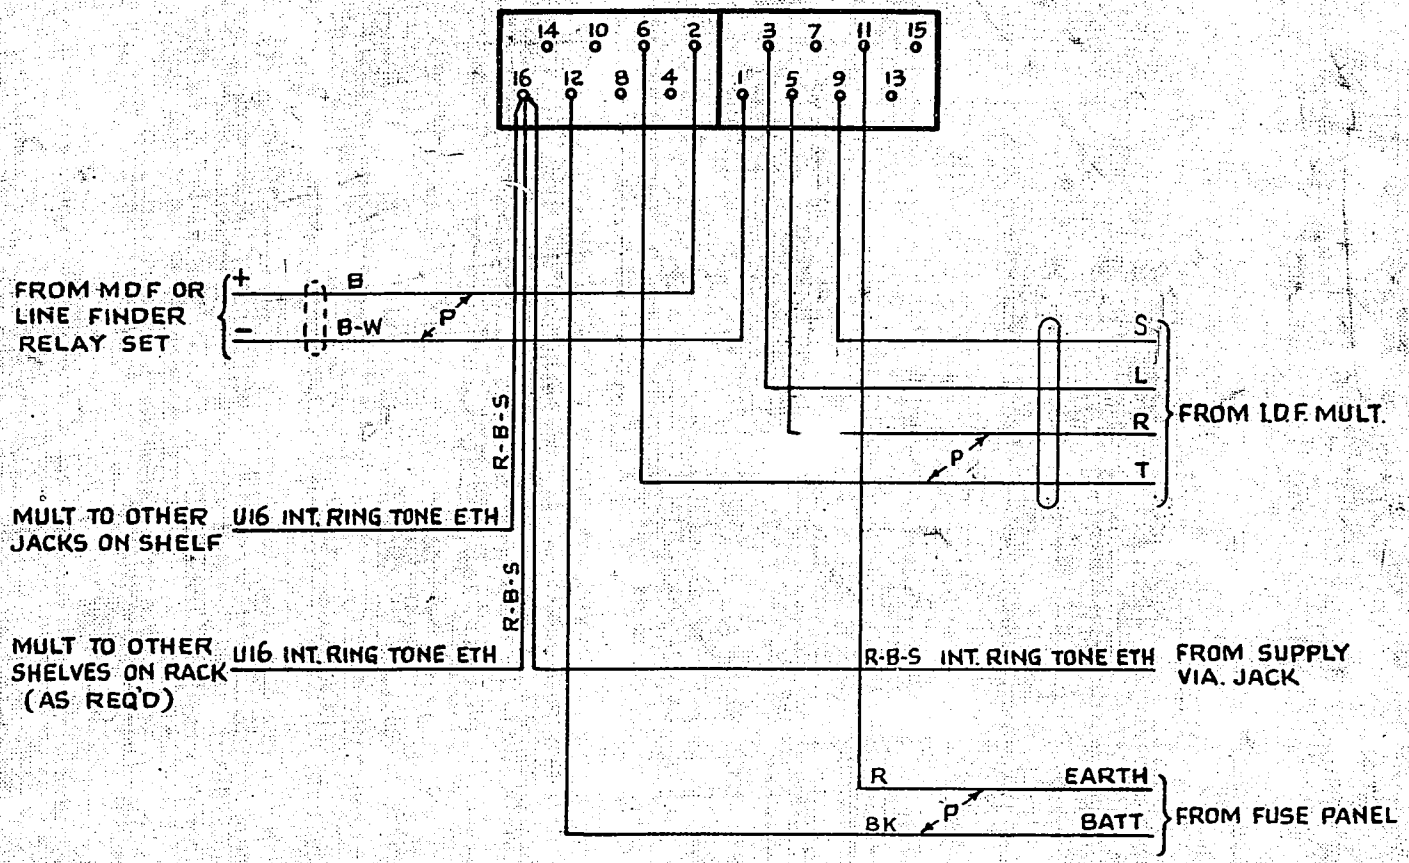 14 10 6 2 3 7 11 15
16 12 8 4 1 5 9 13
FROM MDF OR
LINE FINDER
RELAY SET
+ B
- B-W
P
R-B-S
S
L
R
T
P
FROM I.D.F. MULT.
MULT TO OTHER
JACKS ON SHELF
U16 INT. RING TONE ETH
R-B-S
MULT TO OTHER
SHELVES ON RACK
(AS REQ'D)
U16 INT. RING TONE ETH
R-B-S INT. RING TONE ETH
FROM SUPPLY
VIA. JACK
R EARTH
P
BK BATT
FROM FUSE PANEL